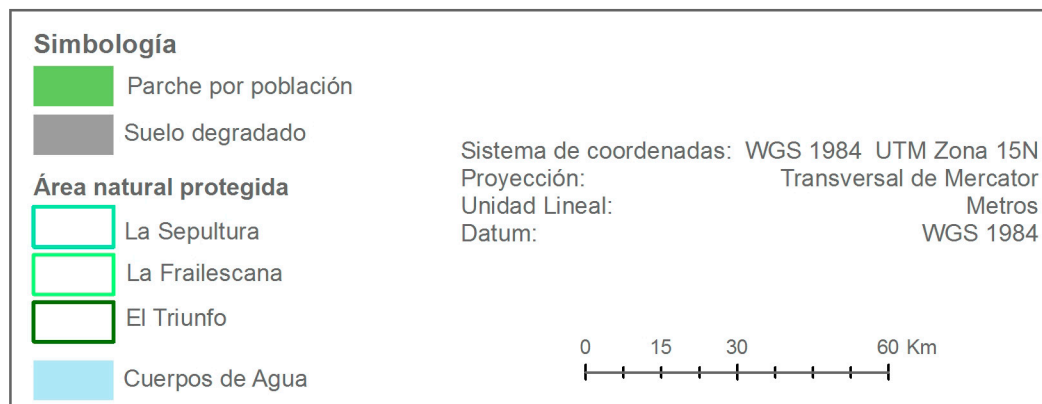 Simbología
Parche por población
Suelo degradado
Área natural protegida
La Sepultura
La Frailescana
El Triunfo
Cuerpos de Agua
Sistema de coordenadas: WGS 1984 UTM Zona 15N
Proyección: Transversal de Mercator
Unidad Lineal: Metros
Datum: WGS 1984
0 15 30 60 Km